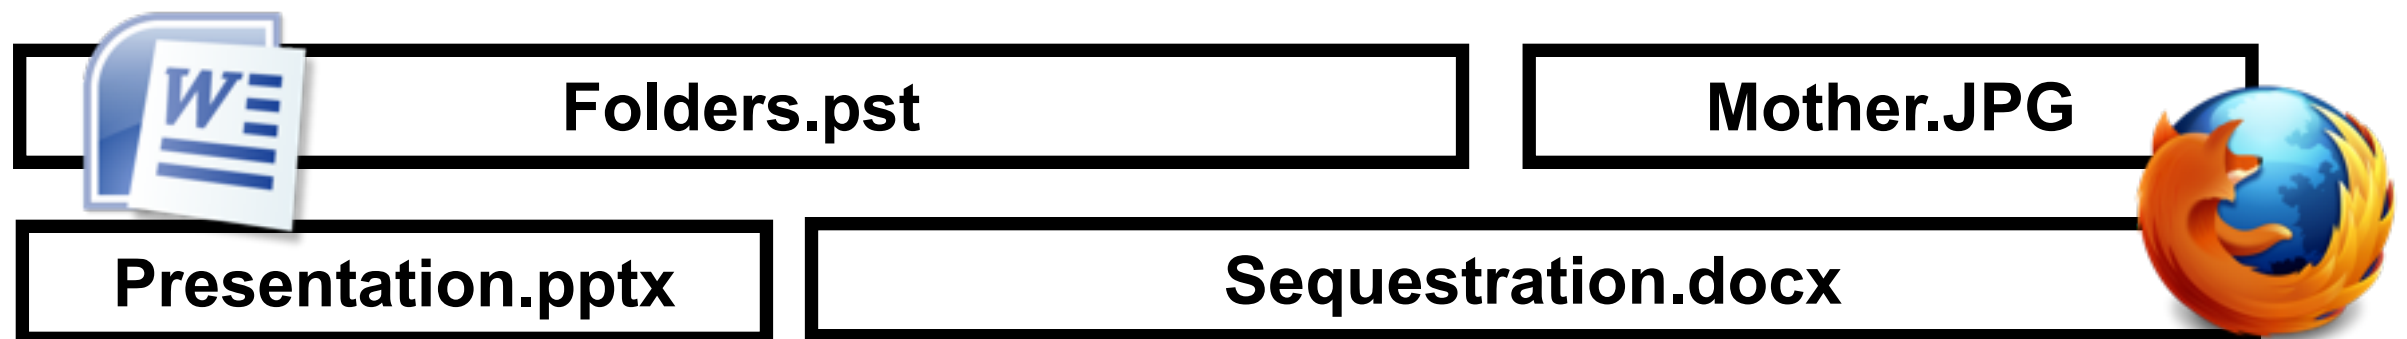 Folders.pst
Mother.JPG
W
Presentation.pptx
Sequestration.docx